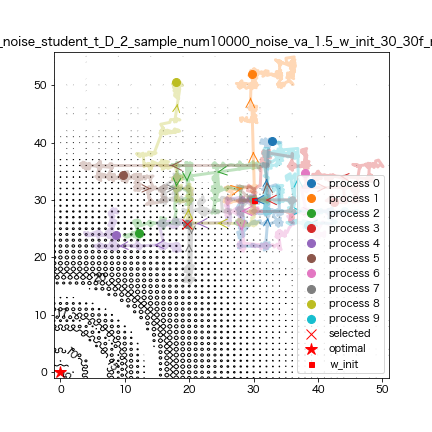 _noise_student_t_D_2_sample_num10000_noise_va_1.5_w_init_30_30f_r
50
40
30
20
10
0
0
10
20
30
40
50
process 0
process 1
process 2
process 3
process 4
process 5
process 6
process 7
process 8
process 9
selected
optimal
w_init